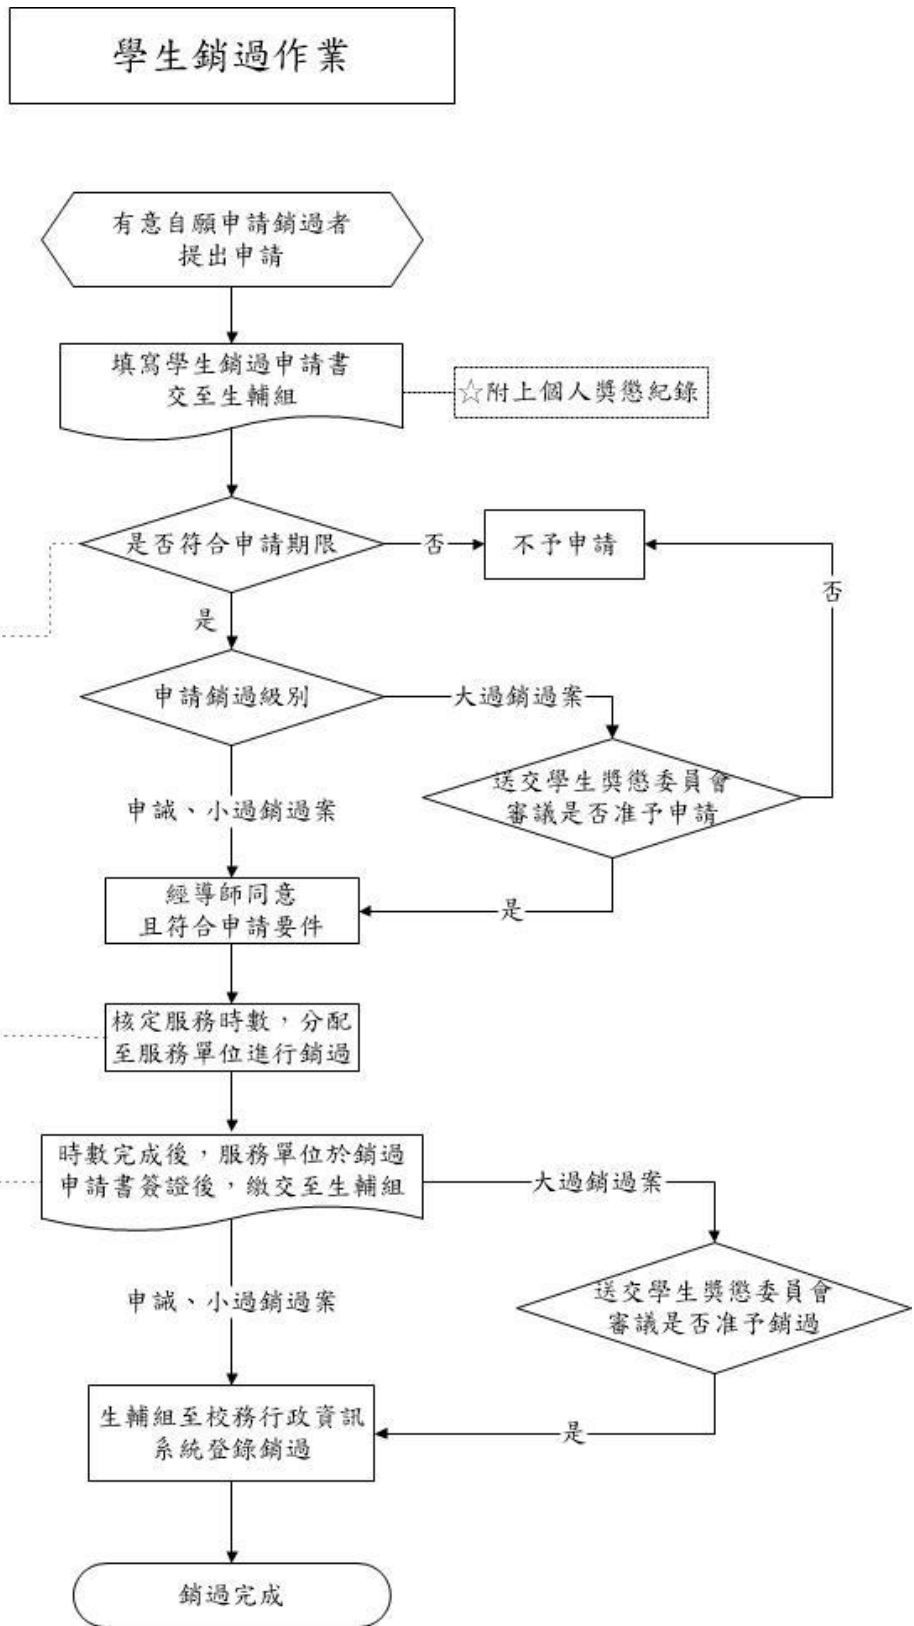 學生銷過作業
有意自願申請銷過者
提出申請
填寫學生銷過申請書
交至生輔組
☆附上個人獎懲紀錄
是否符合申請期限
否
不予申請
否
是
申請銷過級別
大過銷過案
送交學生獎懲委員會
審議是否准予申請
申誡、小過銷過案
經導師同意
且符合申請要件
是
核定服務時數，分配
至服務單位進行銷過
時數完成後，服務單位於銷過
申請書簽證後，繳交至生輔組
大過銷過案
送交學生獎懲委員會
審議是否准予銷過
申誡、小過銷過案
生輔組至校務行政資訊
系統登錄銷過
是
銷過完成